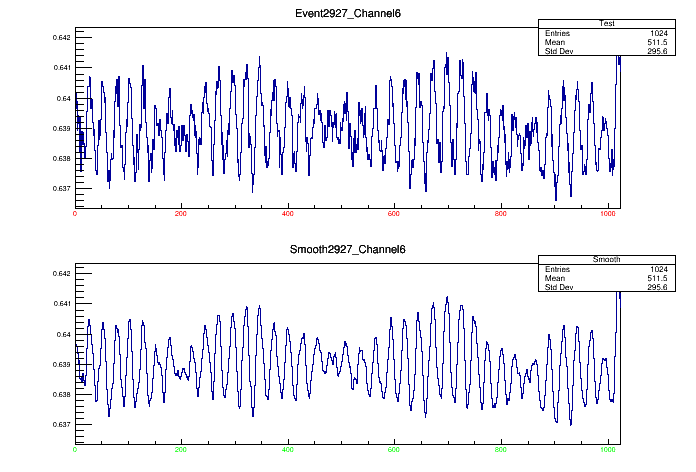 Event2927_Channel6
Test
Entries 1024
Mean 511.5
Std Dev 295.6
0.642
0.641
0.64
0.639
0.638
0.637
0 200 400 600 800 1000
Smooth2927_Channel6
Smooth
Entries 1024
Mean 511.5
Std Dev 295.6
0.642
0.641
0.64
0.639
0.638
0.637
0 200 400 600 800 1000